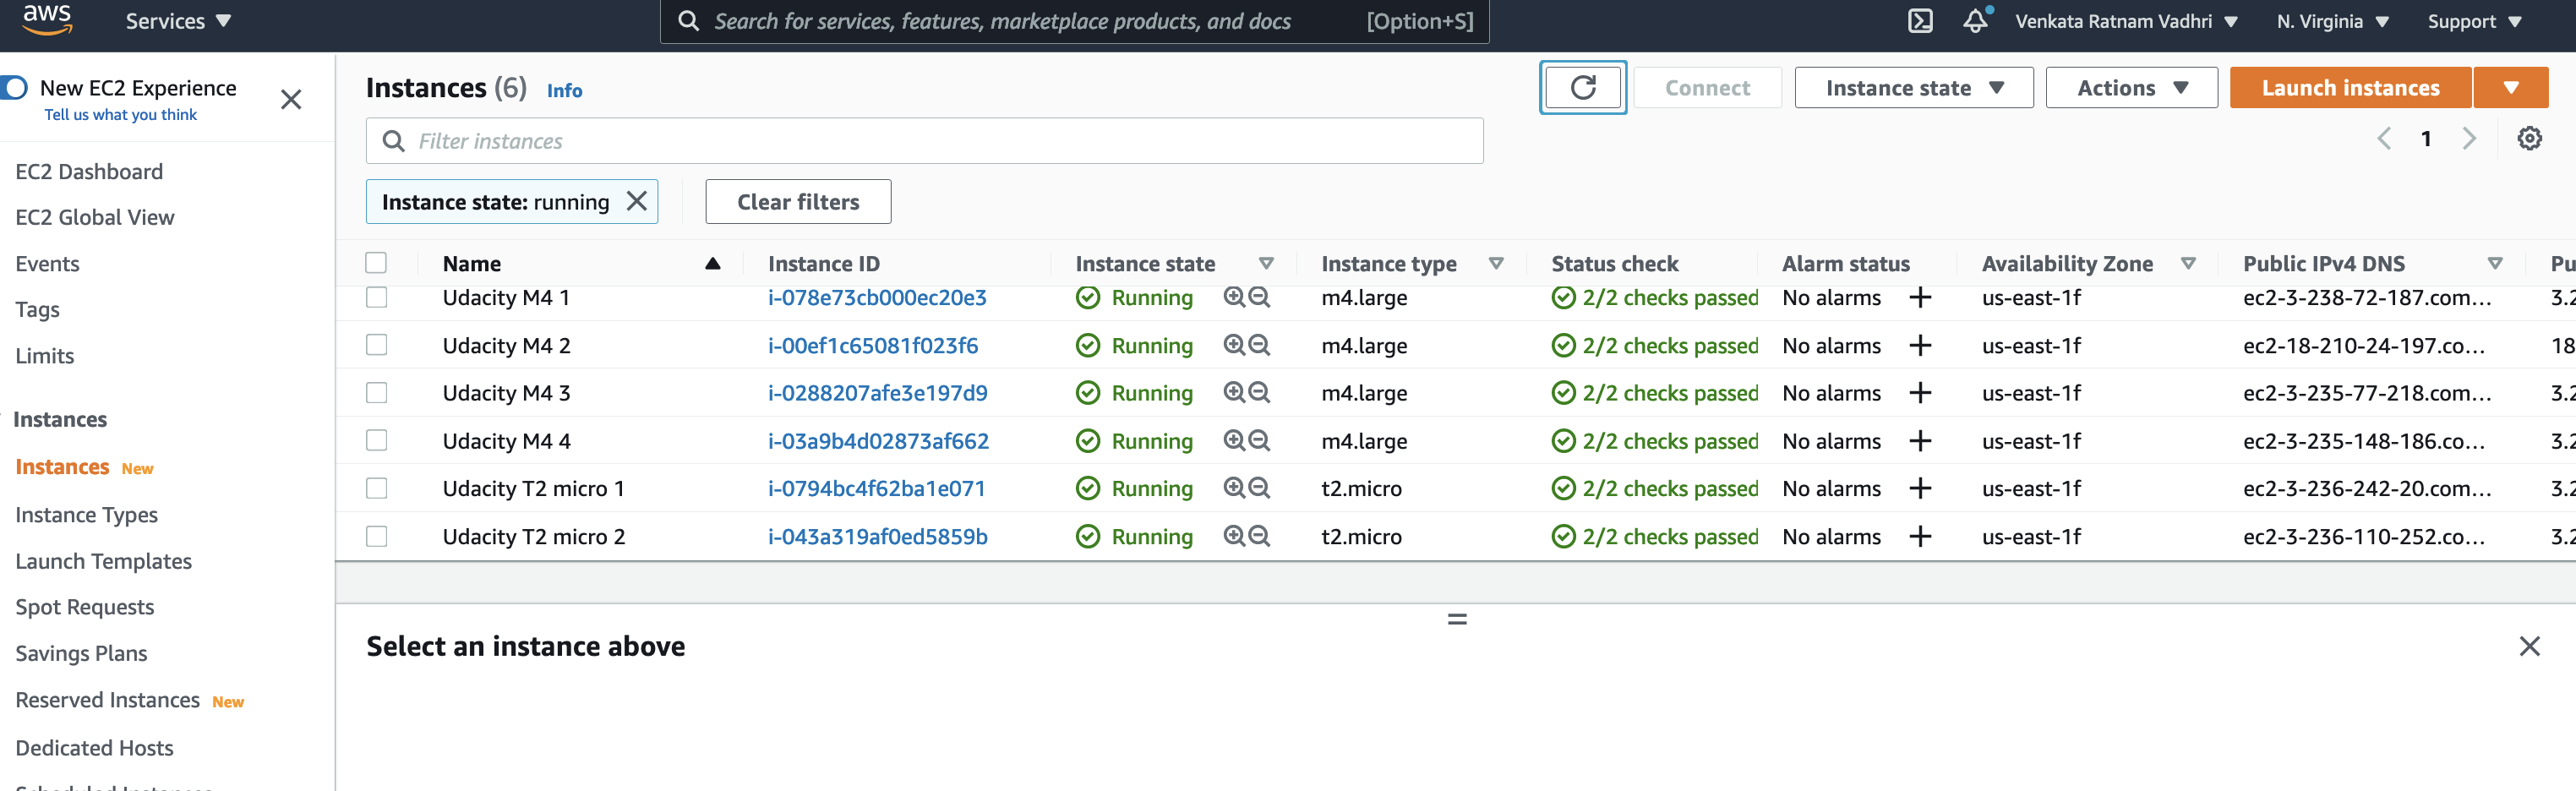 aws Services Search for services, features, marketplace products, and docs [Option+S] Venkata Ratnam Vadhri N. Virginia Support
New EC2 Experience
Tell us what you think
EC2 Dashboard
EC2 Global View
Events
Tags
Limits
Instances
Instances New
Instance Types
Launch Templates
Spot Requests
Savings Plans
Reserved Instances New
Dedicated Hosts
Scheduled Instances
Instances (6) Info Connect Instance state Actions Launch instances
Filter instances 1
Instance state: running Clear filters
Name Instance ID Instance state Instance type Status check Alarm status Availability Zone Public IPv4 DNS Pu
Udacity M4 1 i-078e73cb000ec20e3 Running m4.large 2/2 checks passed No alarms + us-east-1f ec2-3-238-72-187.com... 3.2
Udacity M4 2 i-00ef1c65081f023f6 Running m4.large 2/2 checks passed No alarms + us-east-1f ec2-18-210-24-197.co... 18
Udacity M4 3 i-0288207afe3e197d9 Running m4.large 2/2 checks passed No alarms + us-east-1f ec2-3-235-77-218.com... 3.2
Udacity M4 4 i-03a9b4d02873af662 Running m4.large 2/2 checks passed No alarms + us-east-1f ec2-3-235-148-186.co... 3.2
Udacity T2 micro 1 i-0794bc4f62ba1e071 Running t2.micro 2/2 checks passed No alarms + us-east-1f ec2-3-236-242-20.com... 3.2
Udacity T2 micro 2 i-043a319af0ed5859b Running t2.micro 2/2 checks passed No alarms + us-east-1f ec2-3-236-110-252.co... 3.2
Select an instance above